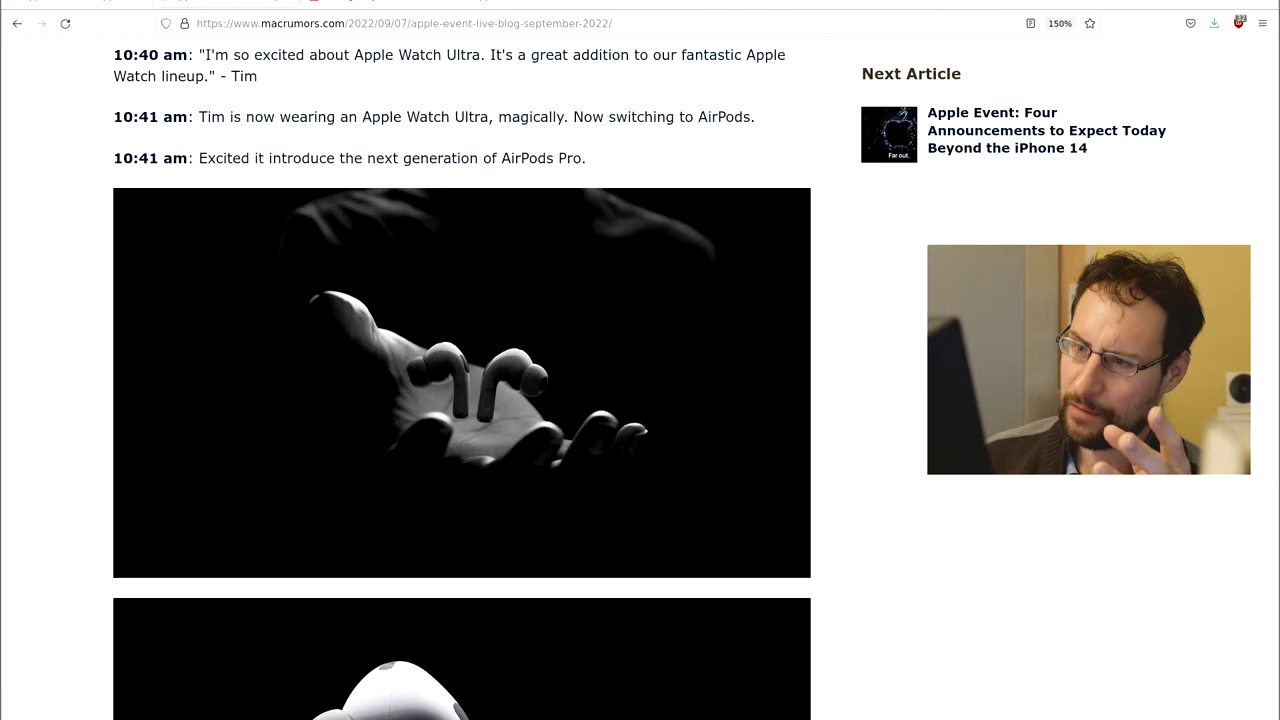 https://www.macrumors.com/2022/09/07/apple-event-live-blog-september-2022/
150%
10:40 am: "I'm so excited about Apple Watch Ultra. It's a great addition to our fantastic Apple
Watch lineup." - Tim
10:41 am: Tim is now wearing an Apple Watch Ultra, magically. Now switching to AirPods.
10:41 am: Excited it introduce the next generation of AirPods Pro.
Next Article
Far out.
Apple Event: Four
Announcements to Expect Today
Beyond the iPhone 14